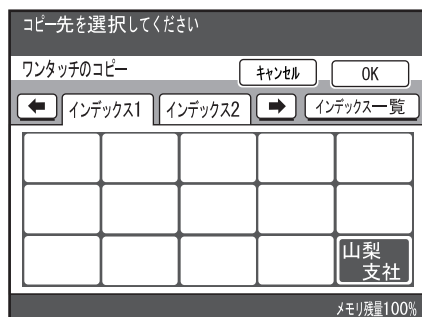 コピー先を選択してください
ワンタッチのコピー
キャンセル
OK
インデックス1
インデックス2
インデックス一覧
山梨
支社
メモリ残量100%